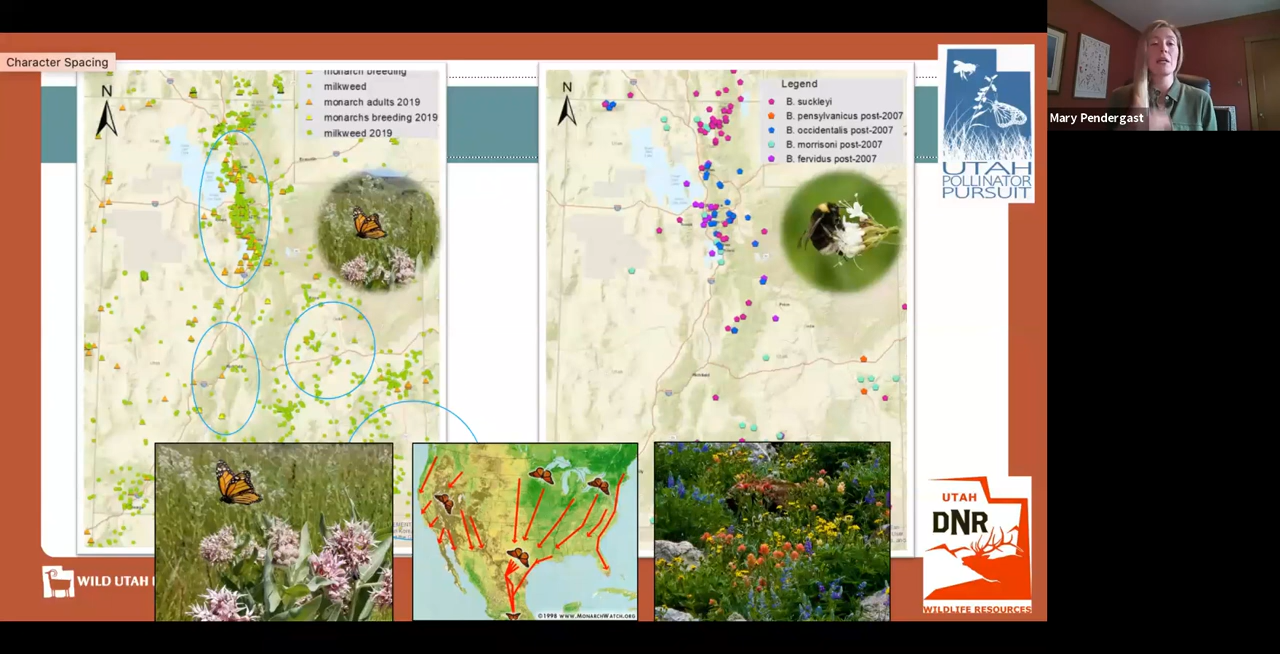 Character Spacing
N
monarch breeding
milkweed
monarch adults 2019
monarchs breeding 2019
milkweed 2019
N
Legend
B. suckleyi
B. pensylvanicus post-2007
B. occidentalis post-2007
B. morrisoni post-2007
B. fervidus post-2007
UTAH
POLLINATOR
PURSUIT
Mary Pendergast
WILD UTAH
©1998 WWW.MONARCHWATCH.ORG
UTAH
DNR
WILDLIFE RESOURCES